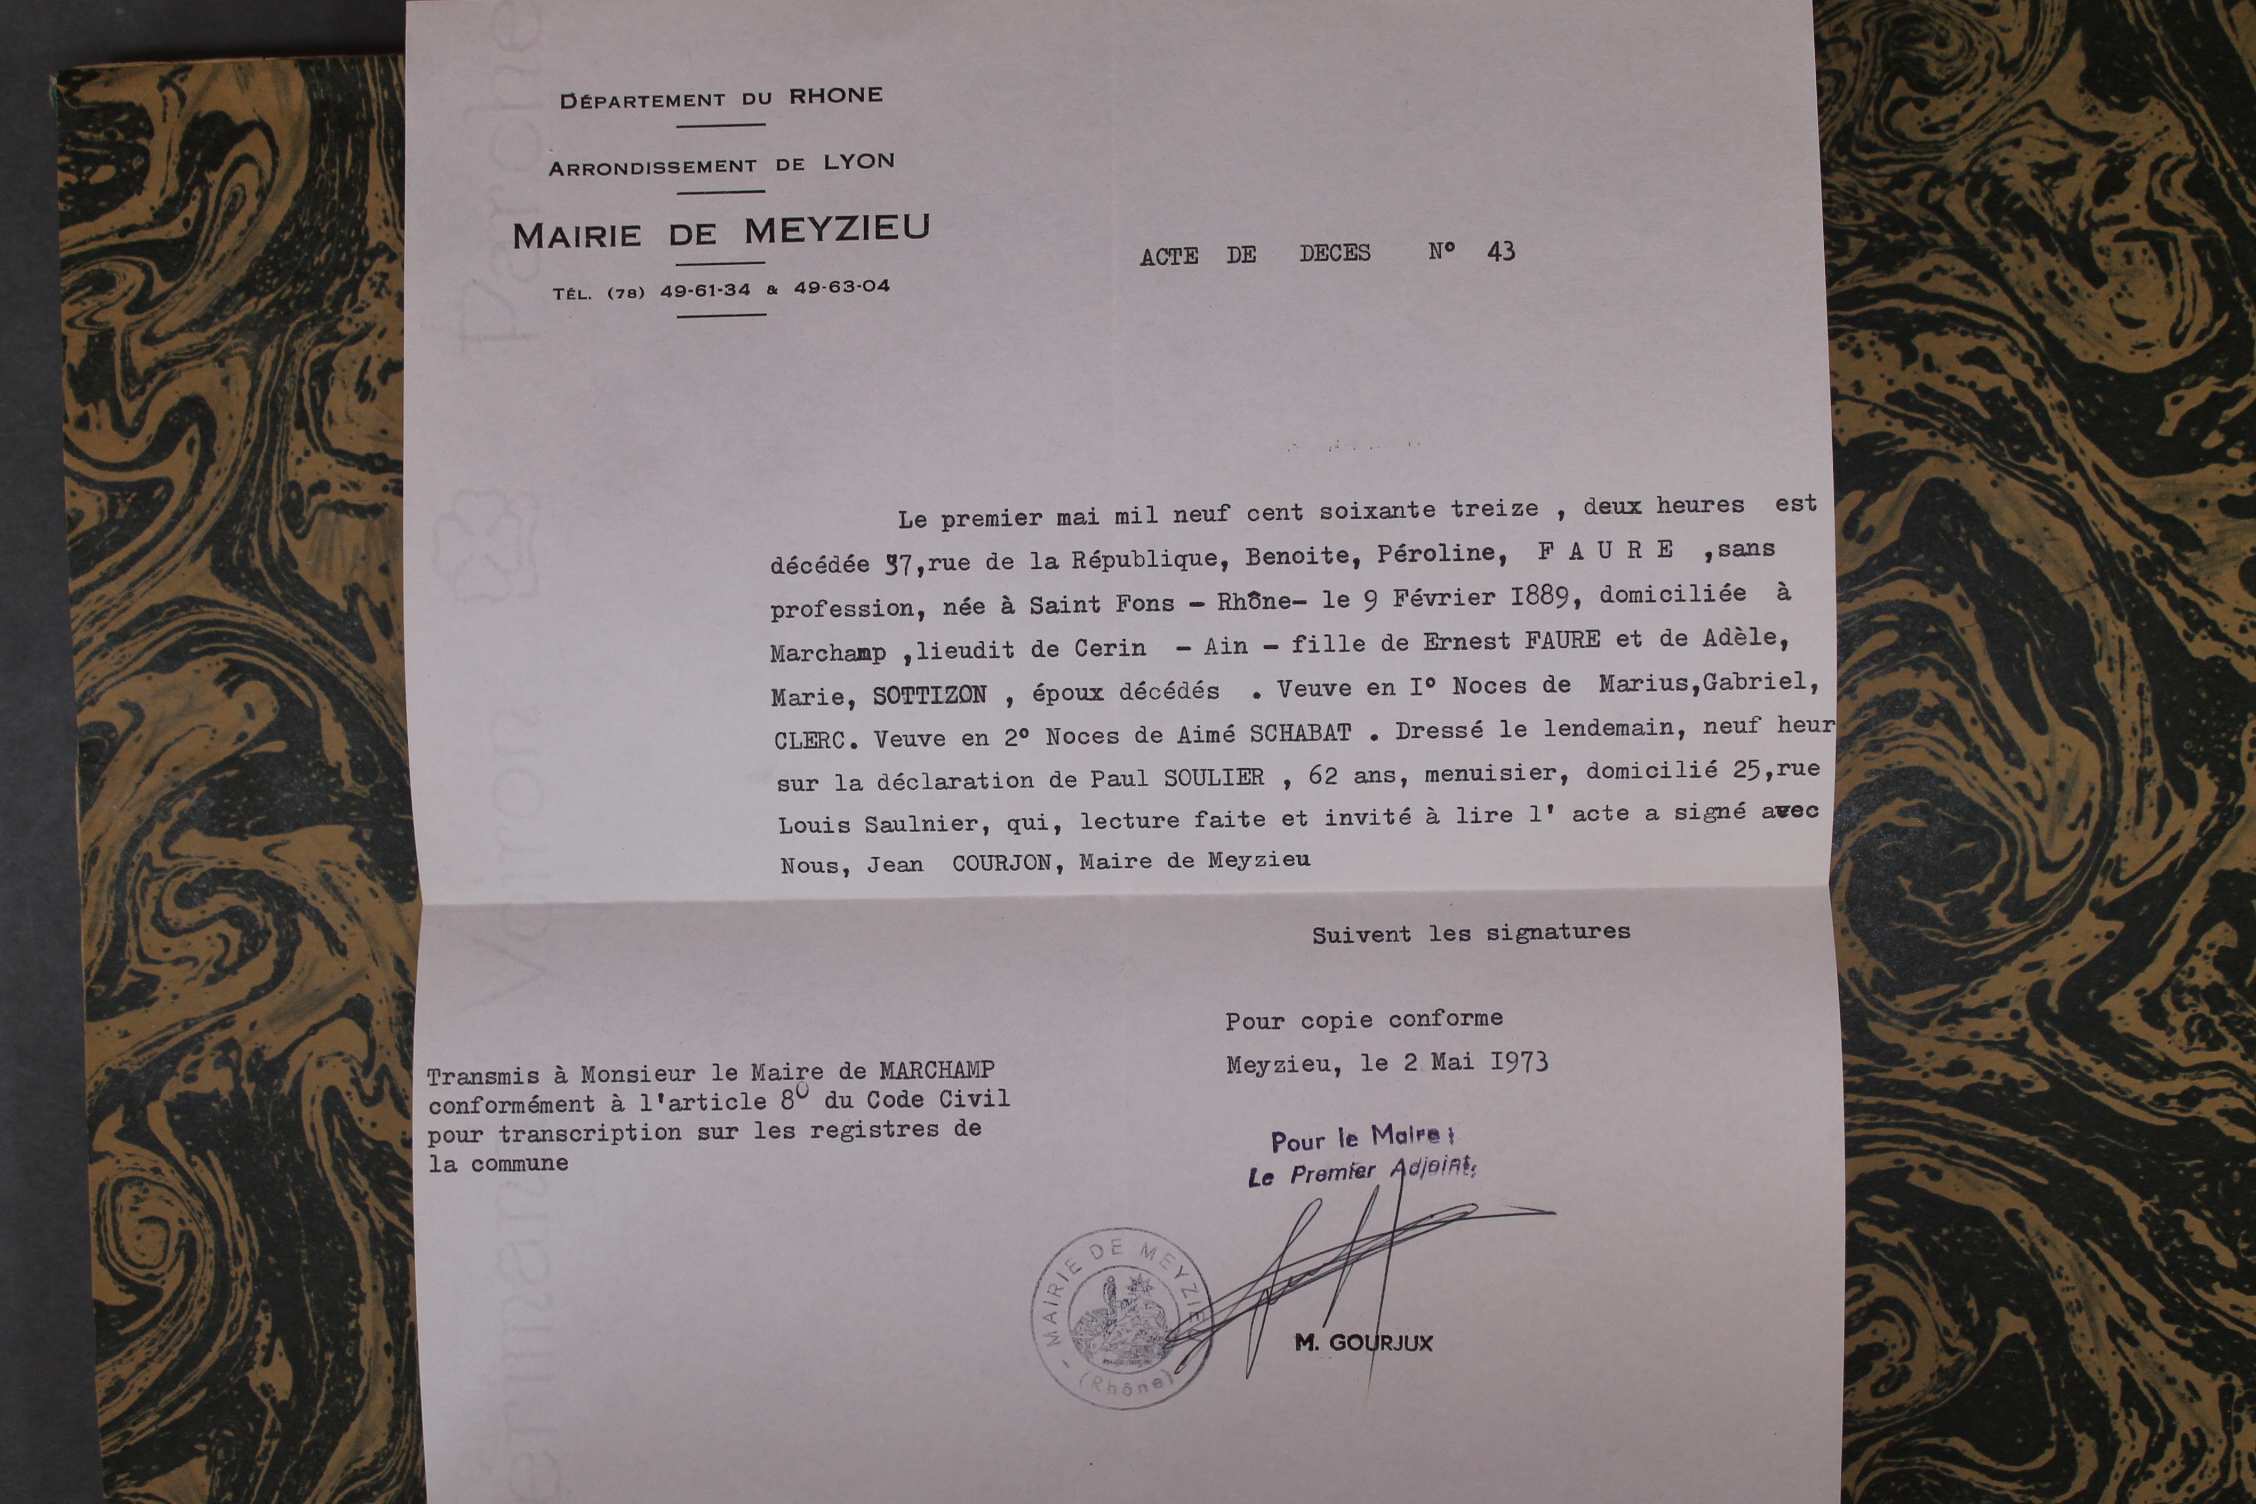 DÉPARTEMENT DU RHONE
ARRONDISSEMENT DE LYON
MAIRIE DE MEYZIEU
TÉL. (78) 49-61-34 & 49-63-04
ACTE DE DECES N° 43
Le premier mai mil neuf cent soixante treize , deux heures est
décédée 37,rue de la République, Benoite, Péroline, F A U R E ,sans
profession, née à Saint Fons - Rhône- le 9 Février I889, domiciliée à
Marchamp ,lieudit de Cerin - Ain - fille de Ernest FAURE et de Adèle,
Marie, SOTTIZON , époux décédés . Veuve en I° Noces de Marius,Gabriel,
CLERC. Veuve en 2° Noces de Aimé SCHABAT . Dressé le lendemain, neuf heur
sur la déclaration de Paul SOULIER , 62 ans, menuisier, domicilié 25,rue
Louis Saulnier, qui, lecture faite et invité à lire l' acte a signé avec
Nous, Jean COURJON, Maire de Meyzieu
Suivent les signatures
Pour copie conforme
Meyzieu, le 2 Mai I973
Transmis à Monsieur le Maire de MARCHAMP
conformément à l'article 80 du Code Civil
pour transcription sur les registres de
la commune
Pour le Maire :
Le Premier Adjoint,
MAIRIE DE MEYZIEU
(Rhône)
M. GOURJUX